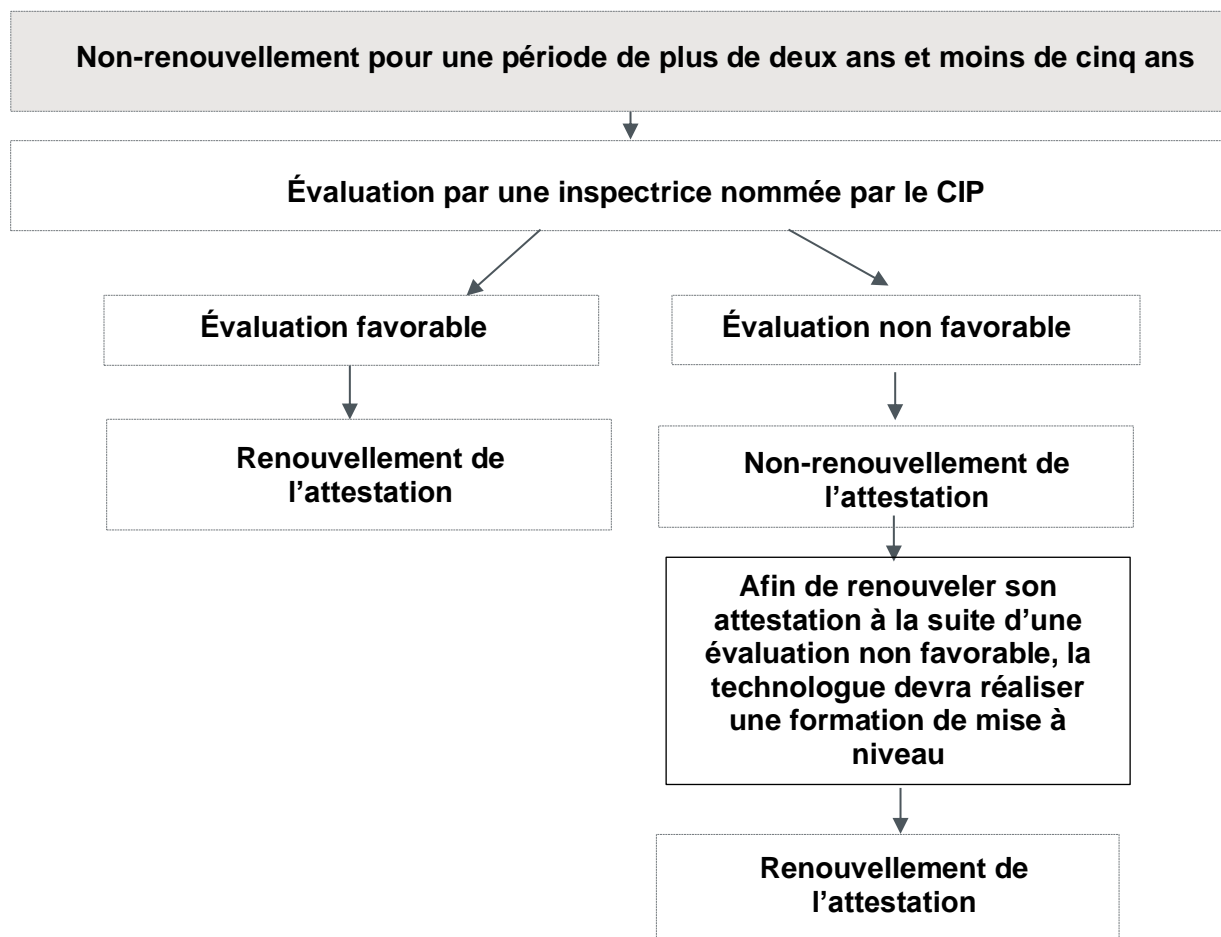 Non-renouvellement pour une période de plus de deux ans et moins de cinq ans
Évaluation par une inspectrice nommée par le CIP
Évaluation favorable
Évaluation non favorable
Renouvellement de
l’attestation
Non-renouvellement de
l’attestation
Afin de renouveler son
attestation à la suite d’une
évaluation non favorable, la
technologue devra réaliser
une formation de mise à
niveau
Renouvellement de
l’attestation